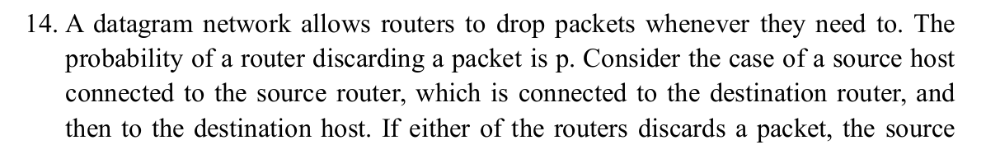 14. A datagram network allows routers to drop packets whenever they need to. The
probability of a router discarding a packet is p. Consider the case of a source host
connected to the source router, which is connected to the destination router, and
then to the destination host. If either of the routers discards a packet, the source